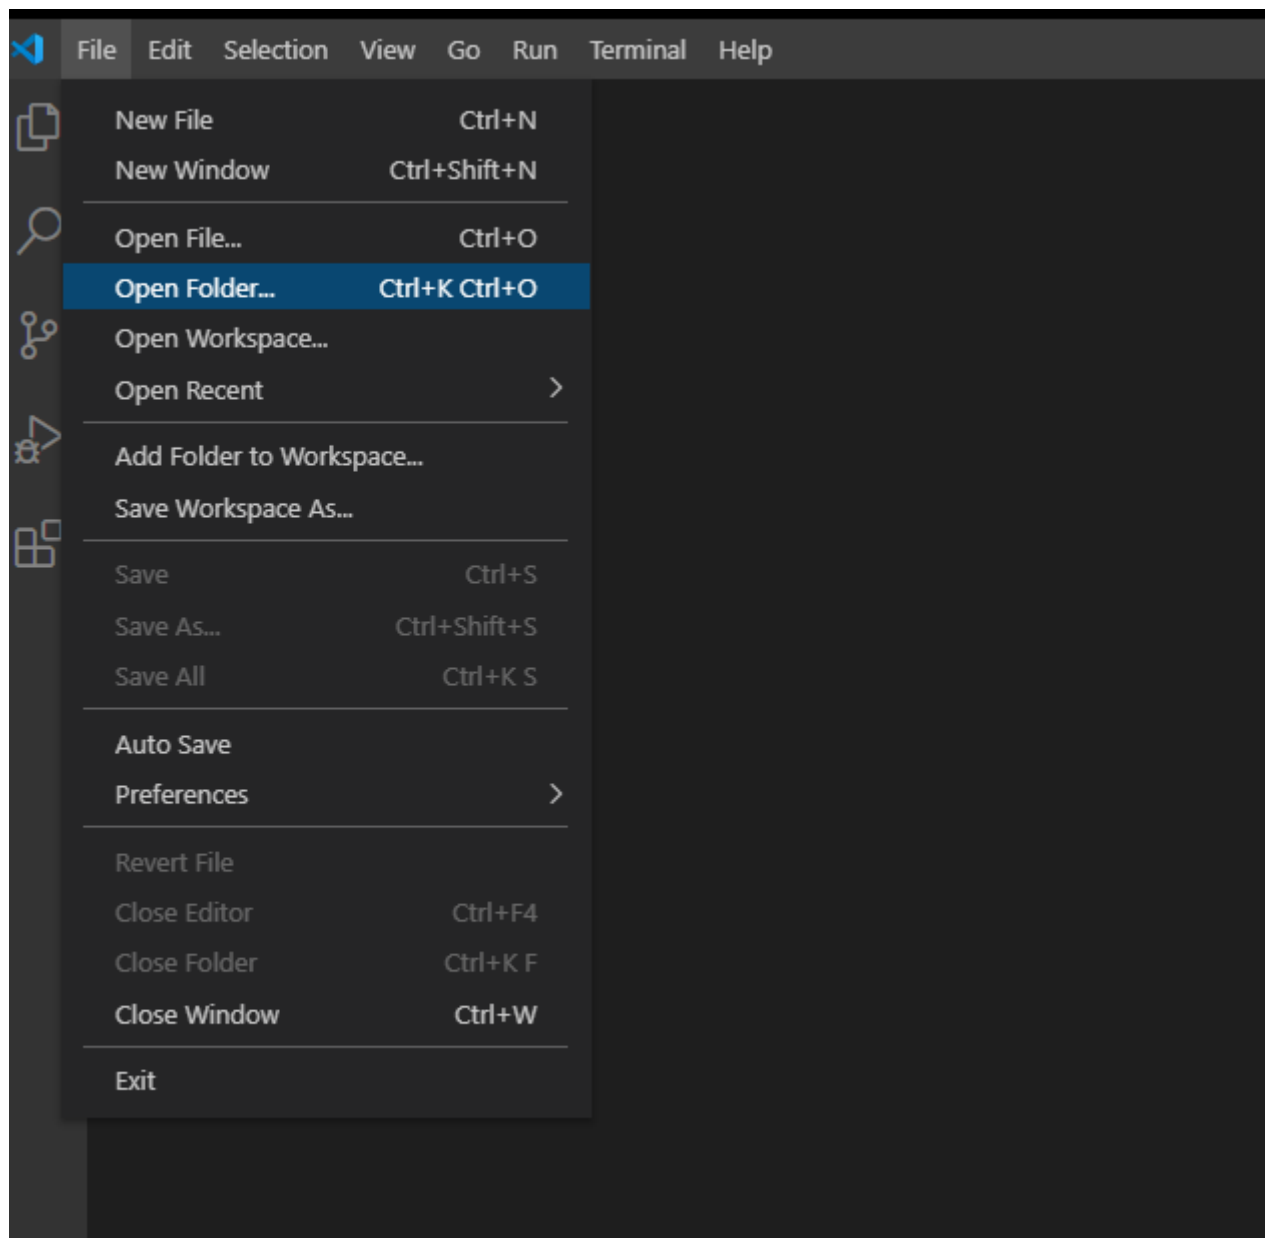 File Edit Selection View Go Run Terminal Help
New File Ctrl+N
New Window Ctrl+Shift+N
Open File... Ctrl+O
Open Folder... Ctrl+K Ctrl+O
Open Workspace...
Open Recent
Add Folder to Workspace...
Save Workspace As...
Save Ctrl+S
Save As... Ctrl+Shift+S
Save All Ctrl+K S
Auto Save
Preferences
Revert File
Close Editor Ctrl+F4
Close Folder Ctrl+K F
Close Window Ctrl+W
Exit